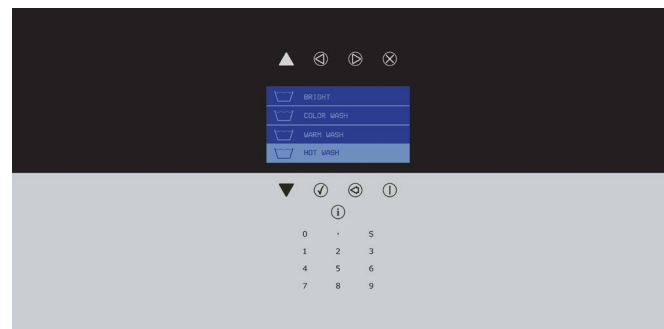 BRIGHT
COLOR WASH
WARM WASH
HOT WASH
i
0 . S
1 2 3
4 5 6
7 8 9